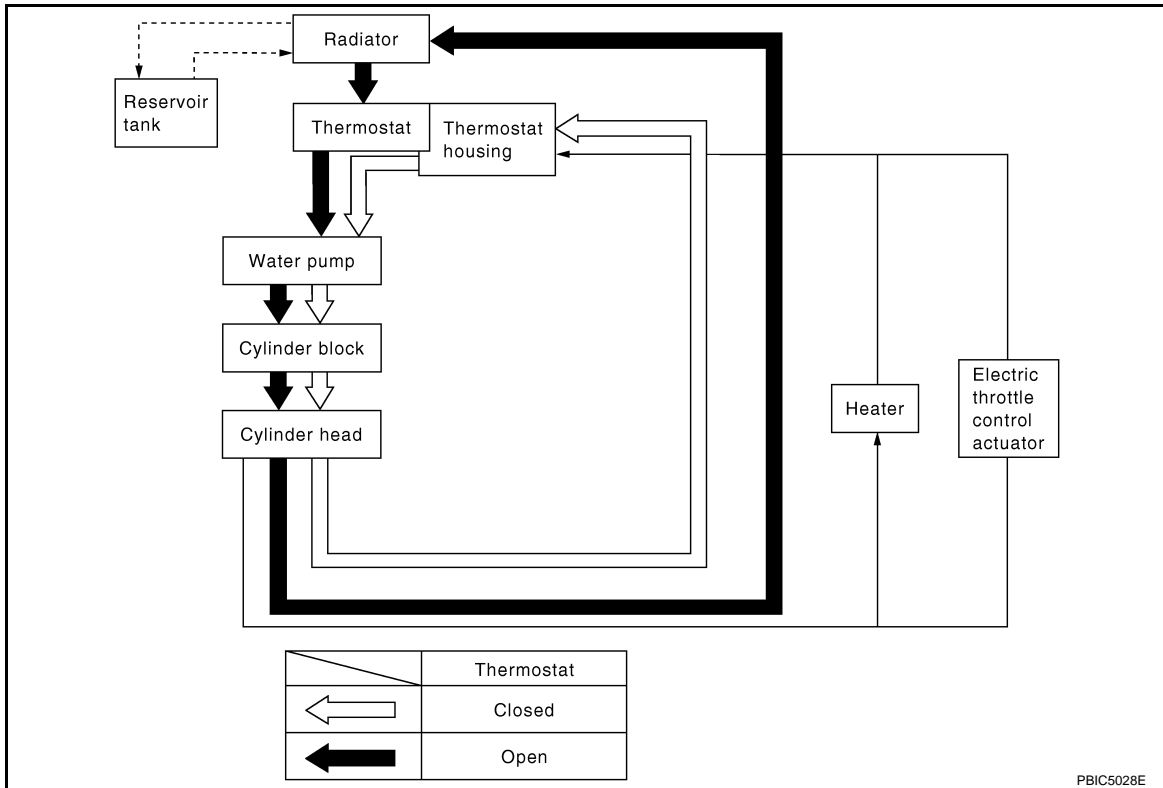 Radiator
Reservoir
tank
Thermostat
Thermostat
housing
Water pump
Cylinder block
Cylinder head
Heater
Electric
throttle
control
actuator
Thermostat
Closed
Open
PBIC5028E